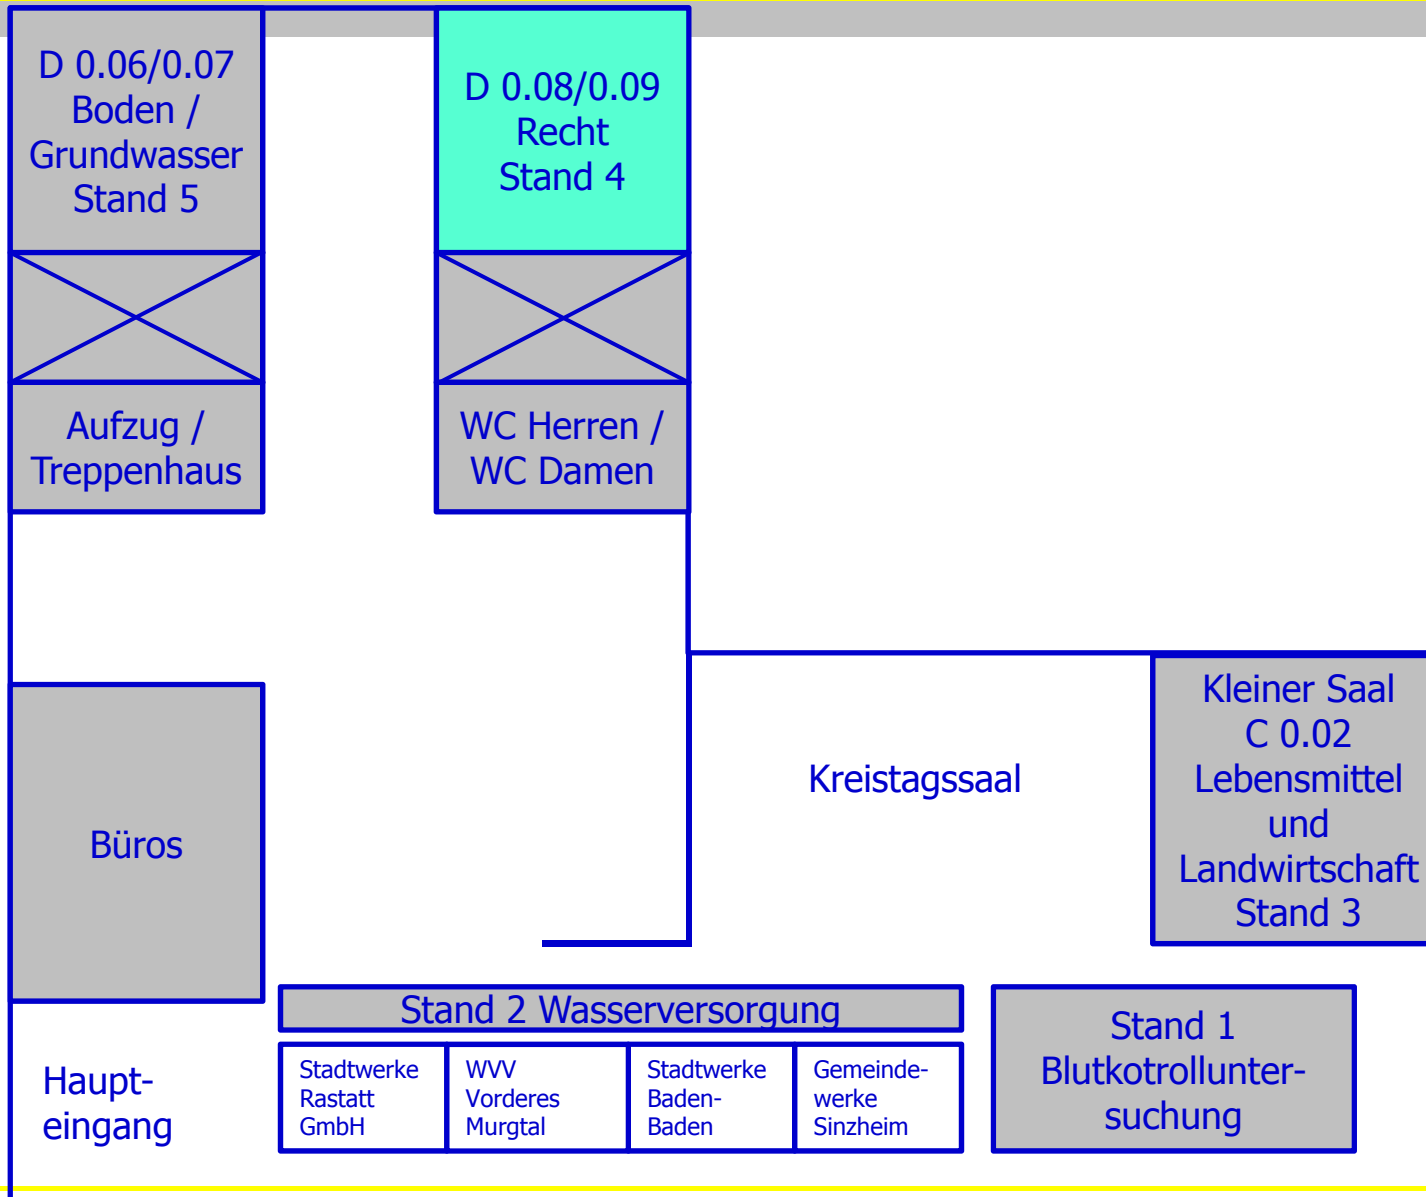 D 0.06/0.07
Boden /
Grundwasser
Stand 5
D 0.08/0.09
Recht
Stand 4
Aufzug /
Treppenhaus
WC Herren /
WC Damen
Büros
Kreistagssaal
Kleiner Saal
C 0.02
Lebensmittel
und
Landwirtschaft
Stand 3
Stand 2 Wasserversorgung
Stadtwerke
Rastatt
GmbH
WVV
Vorderes
Murgtal
Stadtwerke
Baden-
Baden
Gemeinde-
werke
Sinzheim
Stand 1
Blutkotrollunter-
suchung
Haupt-
eingang